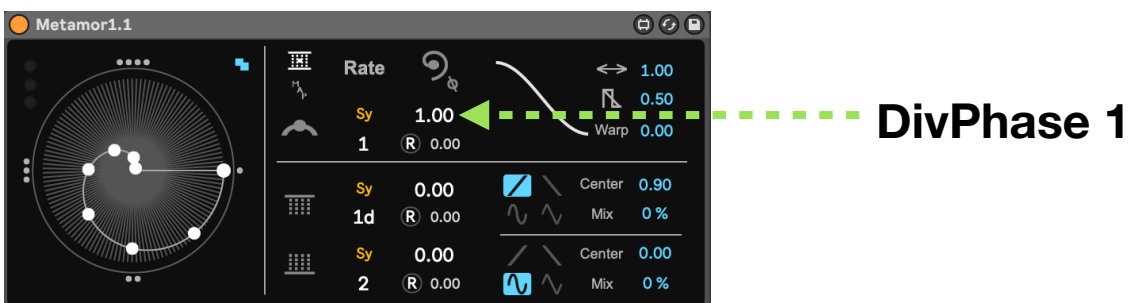 Metamor1.1
Rate
MAP
1.00
0.50
Warp 0.00
Sy 1.00
1 R 0.00
DivPhase 1
Sy 0.00
1d R 0.00
Center 0.90
Mix 0 %
Sy 0.00
2 R 0.00
Center 0.00
Mix 0 %